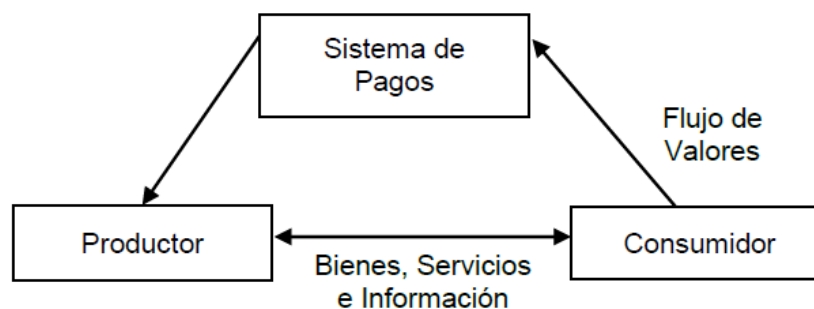 Sistema de
Pagos
Flujo de
Valores
Productor
Consumidor
Bienes, Servicios
e Información